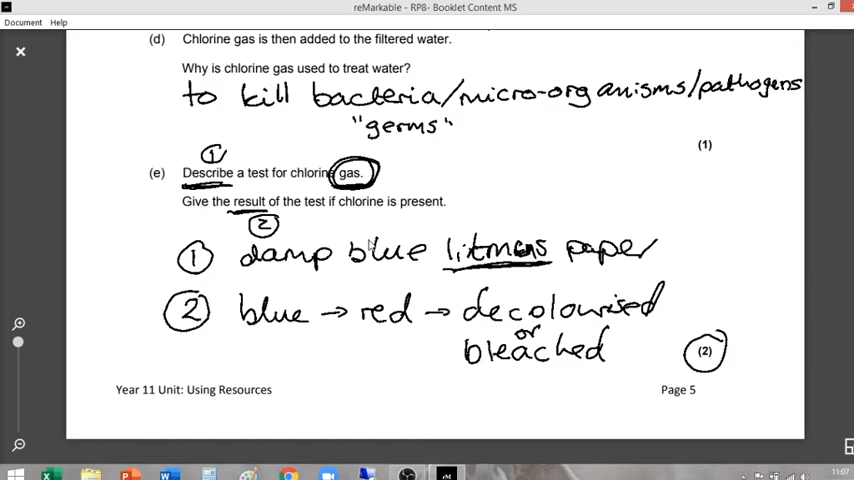 reMarkable - RP8- Booklet Content MS
Document Help
(d) Chlorine gas is then added to the filtered water.
Why is chlorine gas used to treat water?
to kill bacteria/micro-organisms/pathogens
"germs"
(1)
1
(e) Describe a test for chlorine gas.
Give the result of the test if chlorine is present.
2
1 damp blue litmus paper
2 blue → red → decolourised
or
bleached
(2)
Year 11 Unit: Using Resources Page 5
11:07